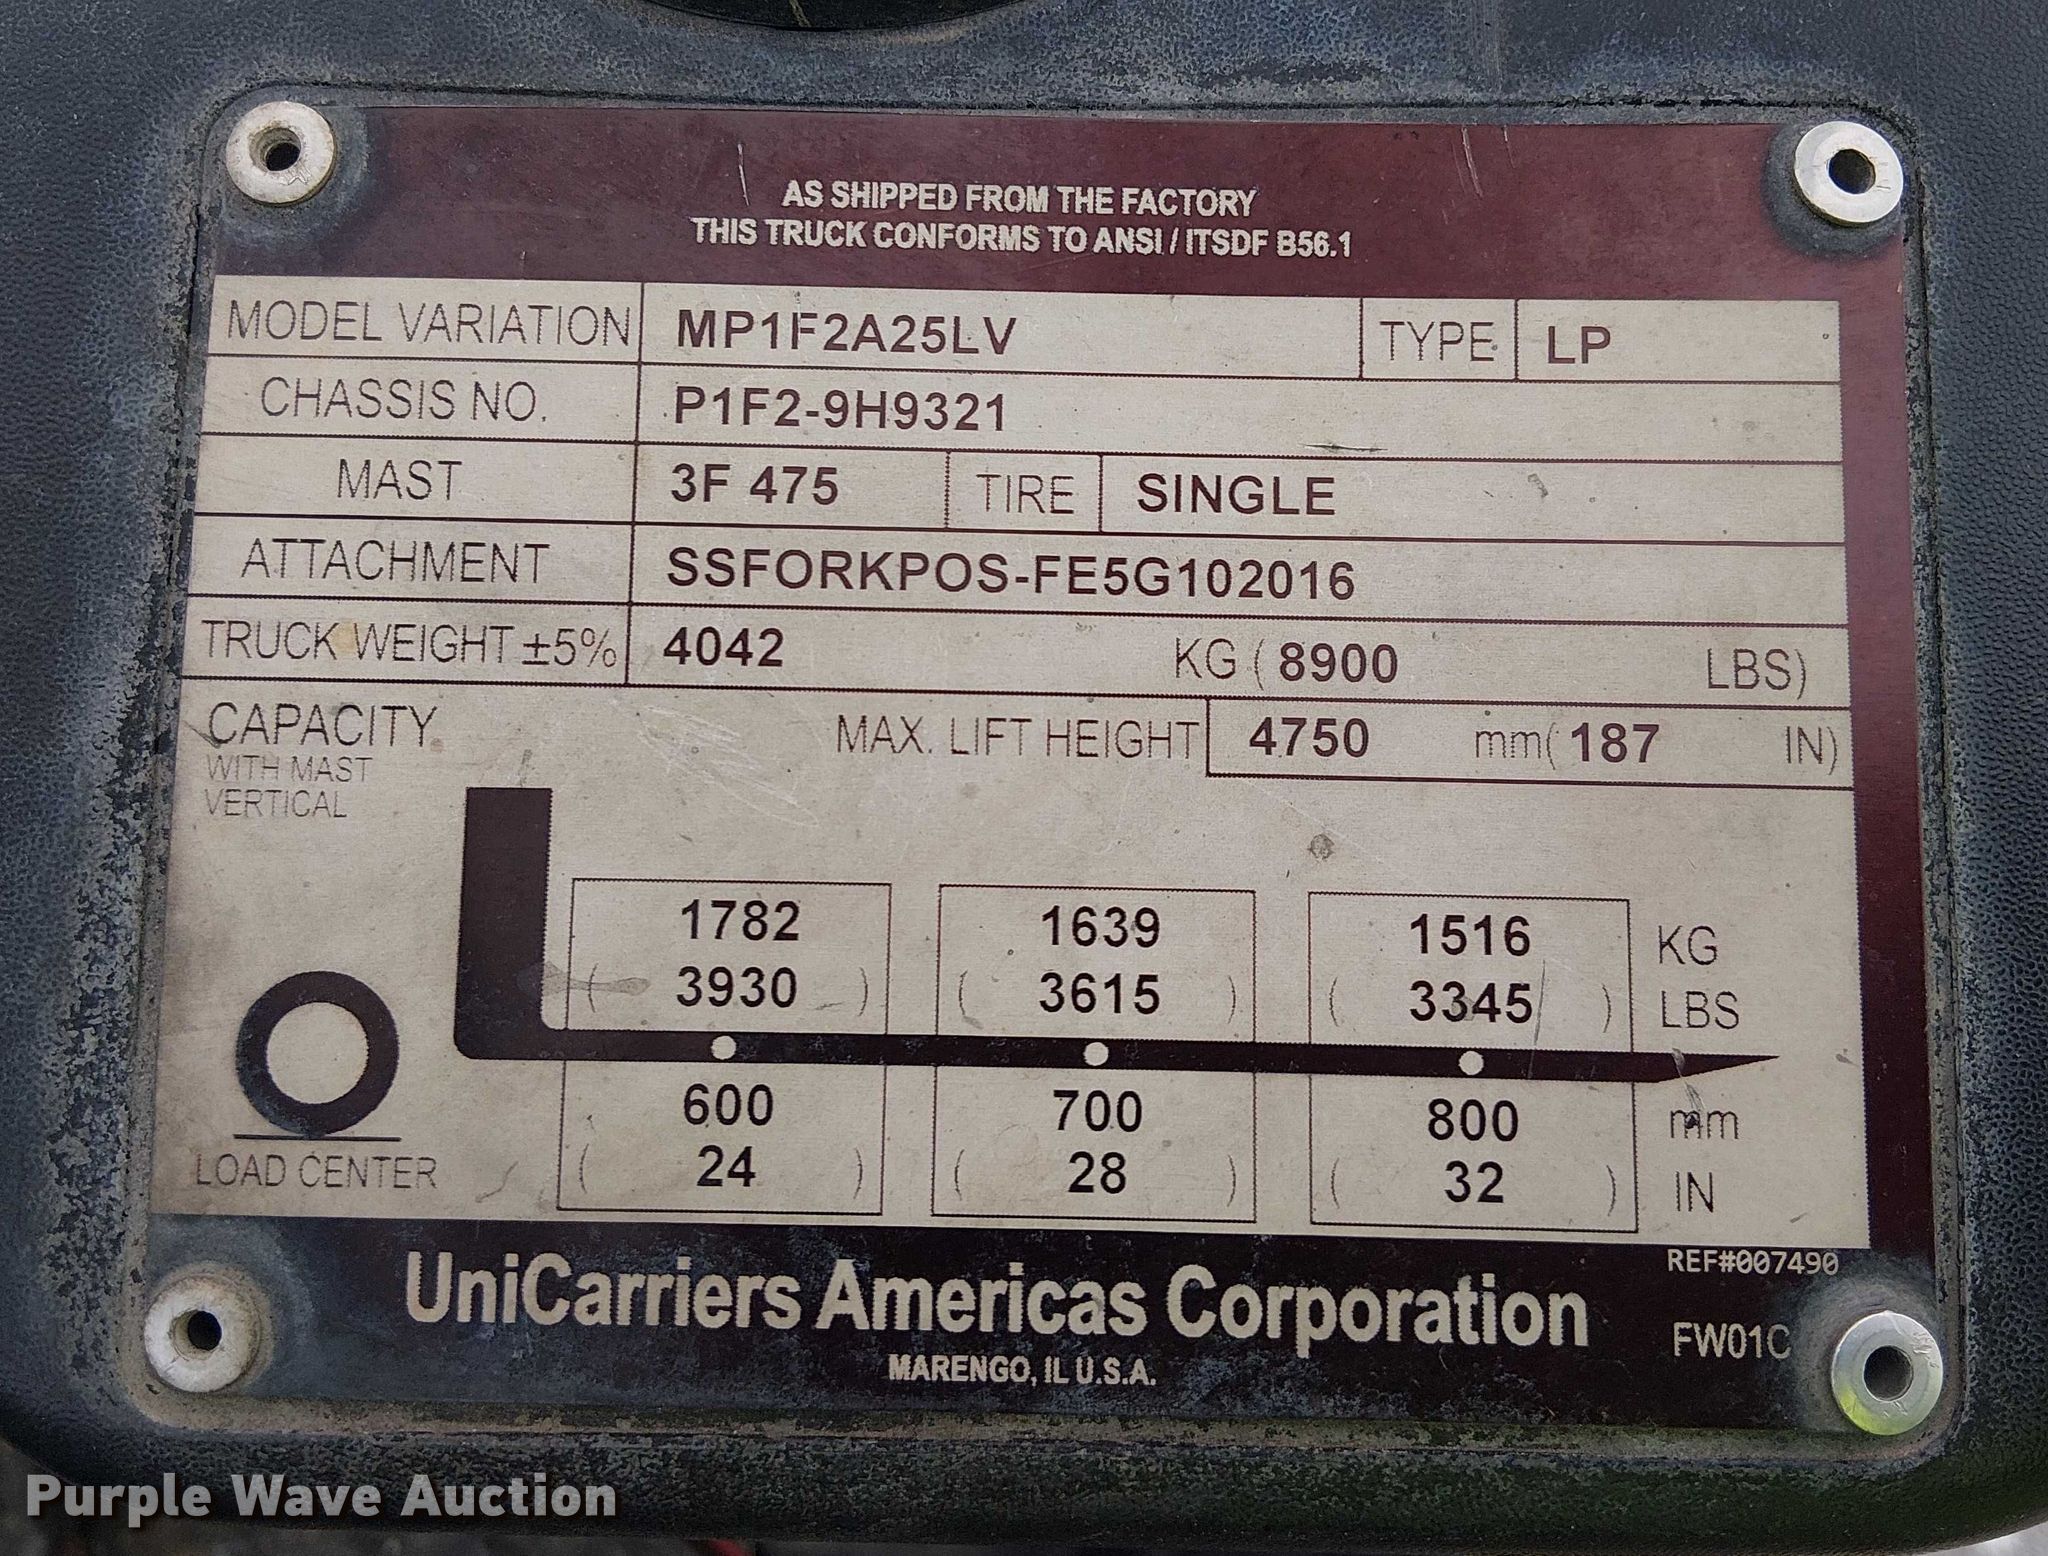 AS SHIPPED FROM THE FACTORY
THIS TRUCK CONFORMS TO ANSI / ITSDF B56.1
MODEL VARIATION MP1F2A25LV TYPE LP
CHASSIS NO. P1F2-9H9321
MAST 3F 475 TIRE SINGLE
ATTACHMENT SSFORKPOS-FE5G102016
TRUCK WEIGHT ±5% 4042 KG ( 8900 LBS)
CAPACITY MAX. LIFT HEIGHT 4750 mm( 187 IN)
WITH MAST
VERTICAL
1782 1639 1516 KG
( 3930 ) ( 3615 ) ( 3345 ) LBS
600 700 800 mm
LOAD CENTER ( 24 ) ( 28 ) ( 32 ) IN
REF#007490
UniCarriers Americas Corporation FW01C
MARENGO, IL U.S.A.
Purple Wave Auction